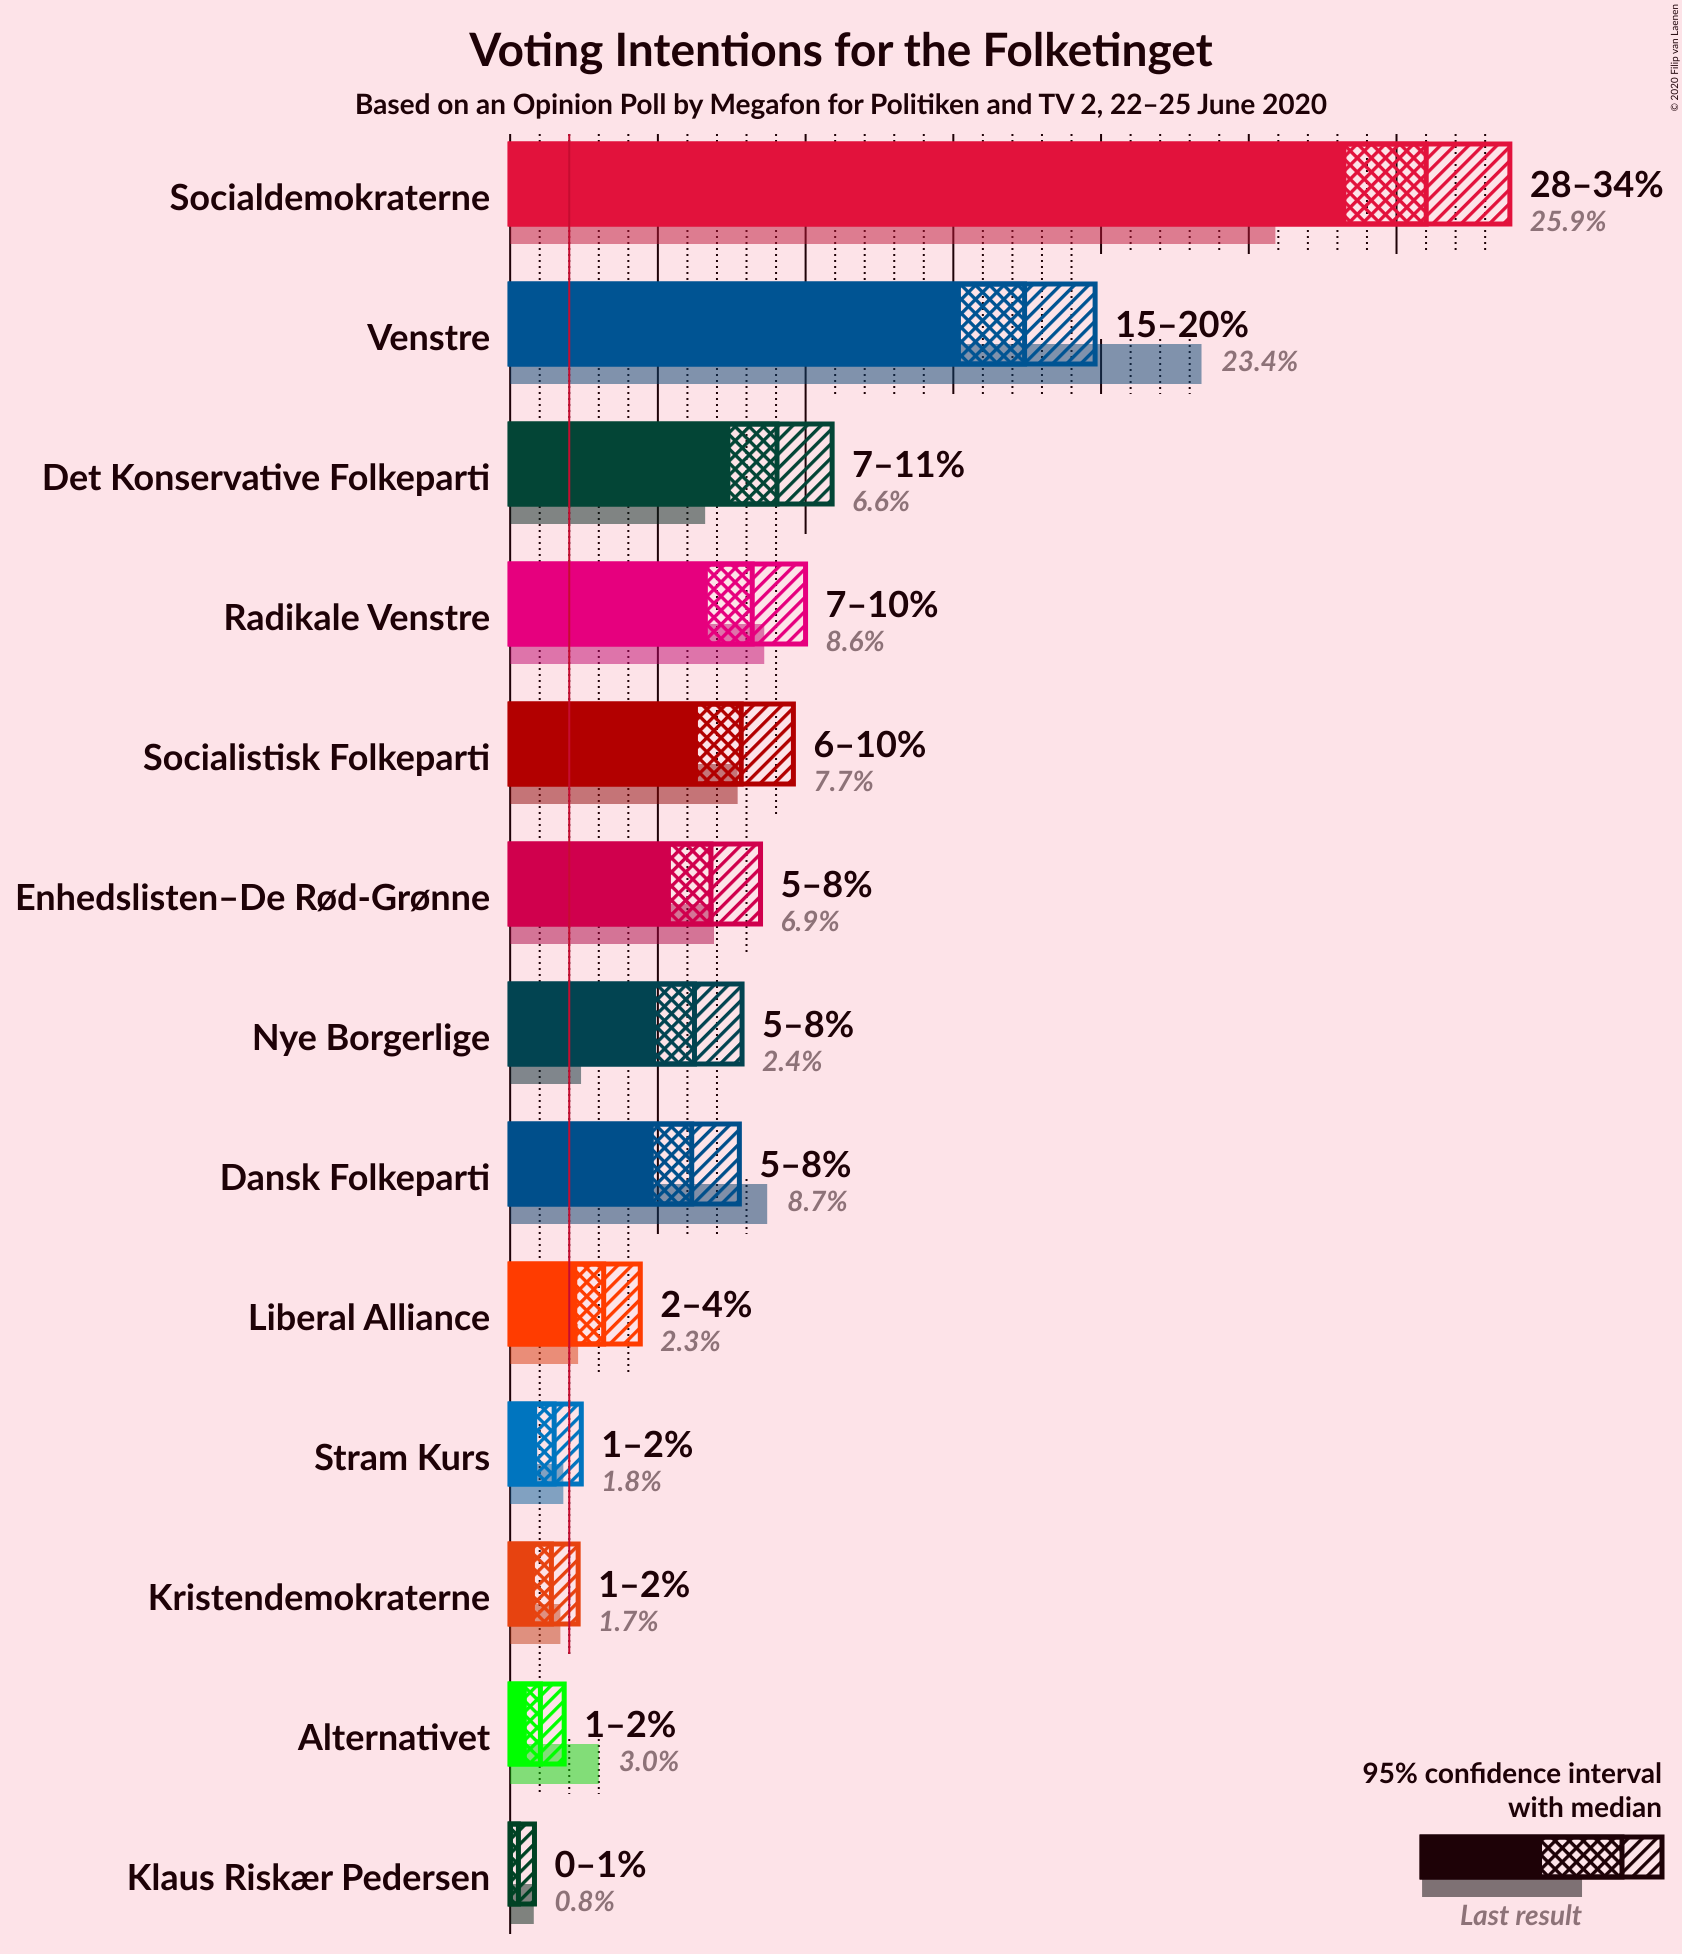 Voting Intentions for the Folketinget
Based on an Opinion Poll by Megafon for Politiken and TV 2, 22–25 June 2020
© 2020 Filip van Laenen
Socialdemokraterne
28–34%
25.9%
Venstre
15–20%
23.4%
Det Konservative Folkeparti
7–11%
6.6%
Radikale Venstre
7–10%
8.6%
Socialistisk Folkeparti
6–10%
7.7%
Enhedslisten–De Rød-Grønne
5–8%
6.9%
Nye Borgerlige
5–8%
2.4%
Dansk Folkeparti
5–8%
8.7%
Liberal Alliance
2–4%
2.3%
Stram Kurs
1–2%
1.8%
Kristendemokraterne
1–2%
1.7%
Alternativet
1–2%
3.0%
Klaus Riskær Pedersen
0–1%
0.8%
95% confidence interval
with median
Last result